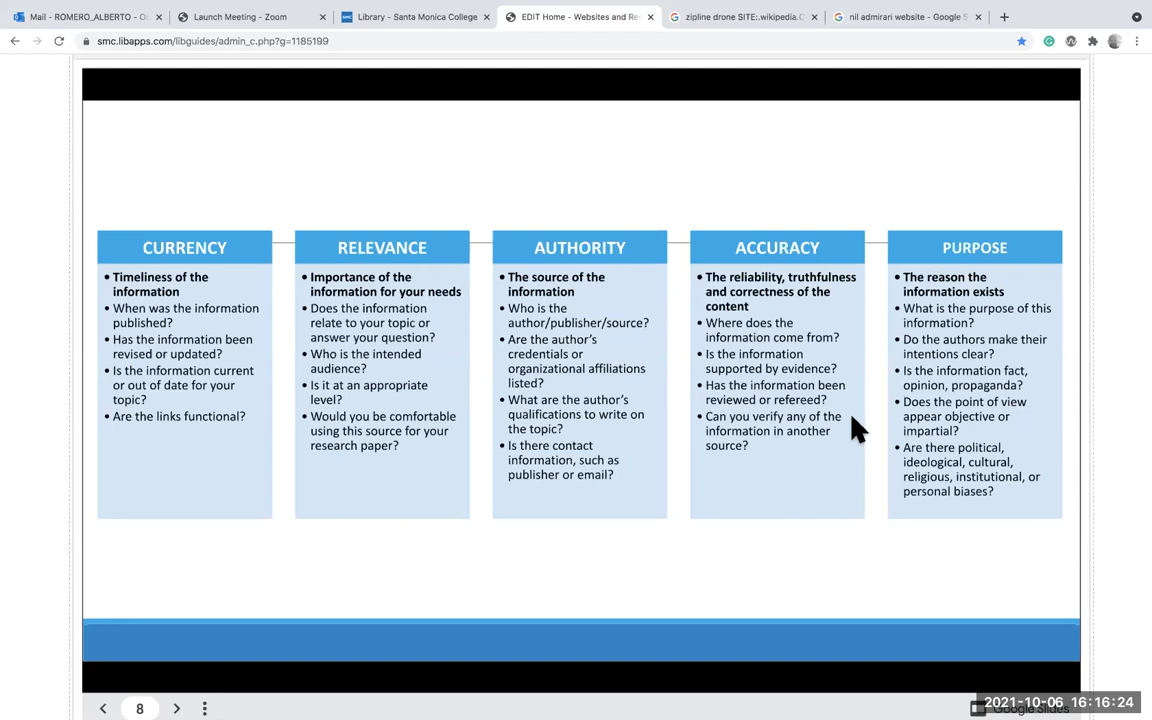 Mail - ROMERO_ALBERTO - O
Launch Meeting - Zoom
Library - Santa Monica College
EDIT Home - Websites and Re
zipline drone SITE:.wikipedia.
nil admirari website - Google S
smc.libapps.com/libguides/admin_c.php?g=1185199
CURRENCY
• Timeliness of the
information
• When was the information
published?
• Has the information been
revised or updated?
• Is the information current
or out of date for your
topic?
• Are the links functional?
RELEVANCE
• Importance of the
information for your needs
• Does the information
relate to your topic or
answer your question?
• Who is the intended
audience?
• Is it at an appropriate
level?
• Would you be comfortable
using this source for your
research paper?
AUTHORITY
• The source of the
information
• Who is the
author/publisher/source?
• Are the author's
credentials or
organizational affiliations
listed?
• What are the author's
qualifications to write on
the topic?
• Is there contact
information, such as
publisher or email?
ACCURACY
• The reliability, truthfulness
and correctness of the
content
• Where does the
information come from?
• Is the information
supported by evidence?
• Has the information been
reviewed or refereed?
• Can you verify any of the
information in another
source?
PURPOSE
• The reason the
information exists
• What is the purpose of this
information?
• Do the authors make their
intentions clear?
• Is the information fact,
opinion, propaganda?
• Does the point of view
appear objective or
impartial?
• Are there political,
ideological, cultural,
religious, institutional, or
personal biases?
8
2021-10-06 16:16:24
Google Slides